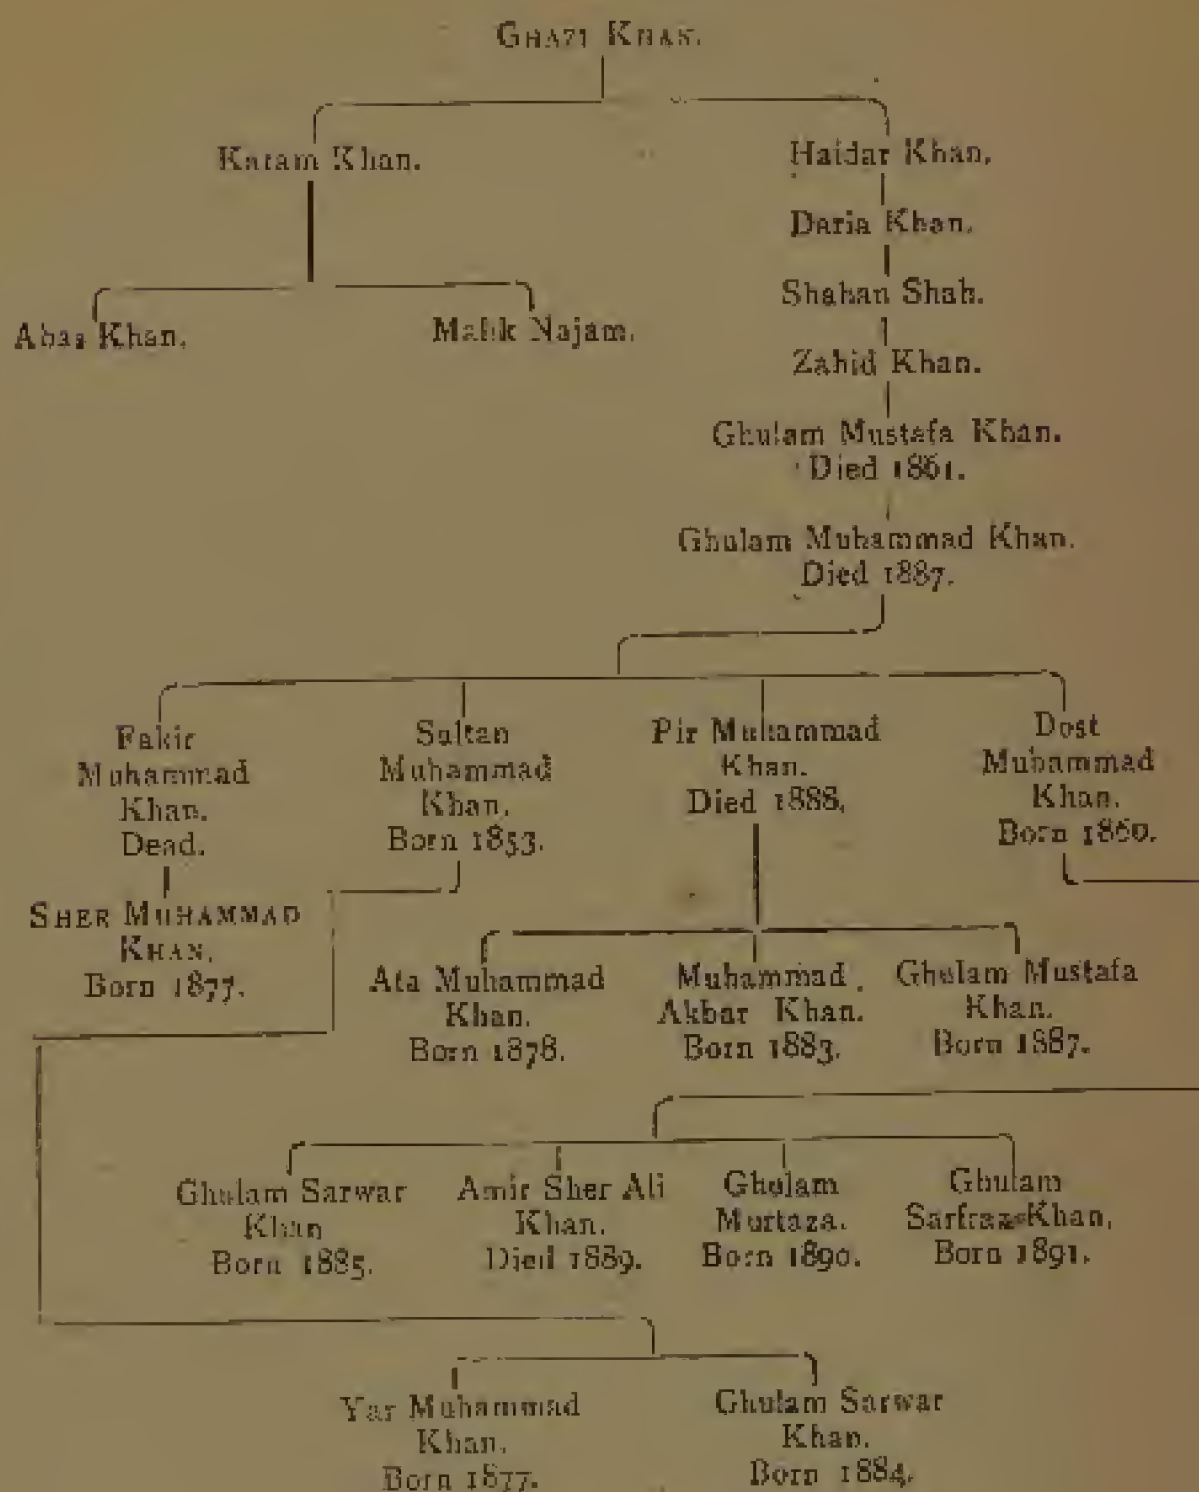 GHAZI KHAN.
Karam Khan.
Haidar Khan.
Daria Khan.
Shahan Shah.
Abas Khan.
Malik Najam.
Zahid Khan.
Ghulam Mustafa Khan.
Died 1861.
Ghulam Muhammad Khan.
Died 1887.
Fakir
Muhammad
Khan.
Dead.
Sultan
Muhammad
Khan.
Born 1853.
Pir Muhammad
Khan.
Died 1888.
Dost
Muhammad
Khan.
Born 1860.
SHER MUHAMMAD
KHAN.
Born 1877.
Ata Muhammad
Khan.
Born 1878.
Muhammad
Akbar Khan.
Born 1883.
Ghulam Mustafa
Khan.
Born 1887.
Ghulam Sarwar
Khan
Born 1885.
Amir Sher Ali
Khan.
Died 1889.
Ghulam
Murtaza.
Born 1890.
Ghulam
Sarfraz Khan.
Born 1891.
Yar Muhammad
Khan.
Born 1877.
Ghulam Sarwar
Khan.
Born 1884.